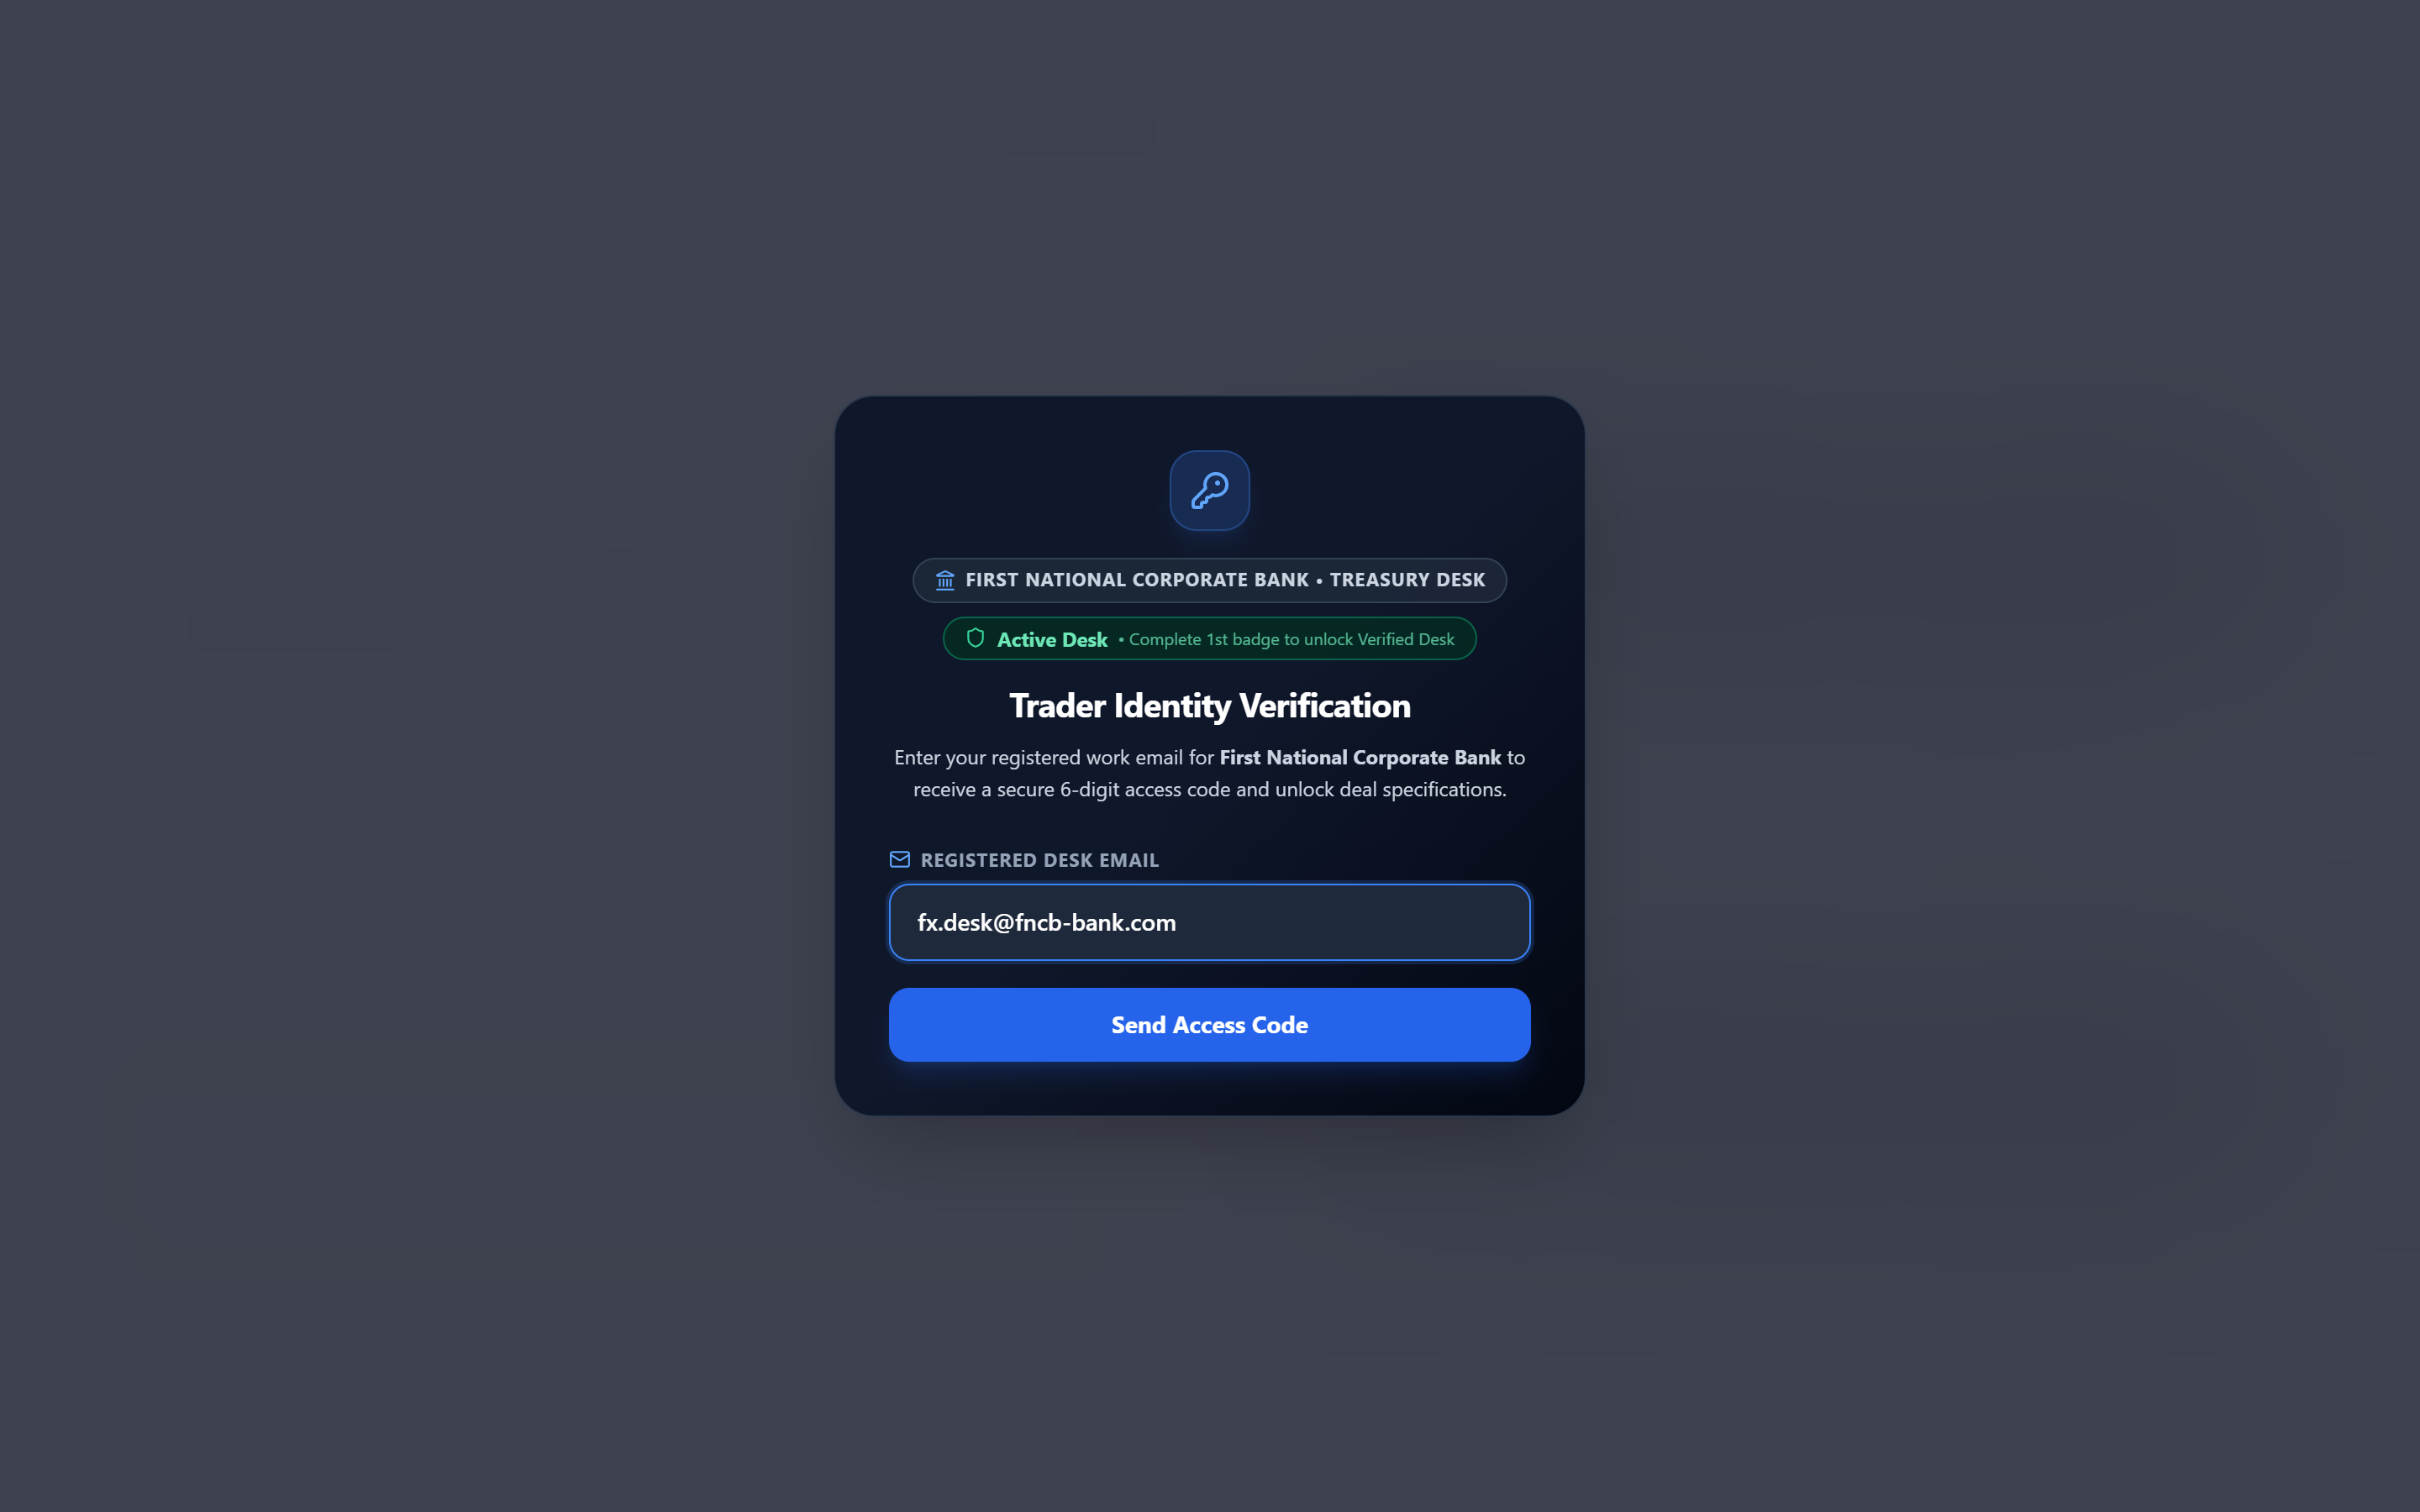 FIRST NATIONAL CORPORATE BANK • TREASURY DESK
Active Desk • Complete 1st badge to unlock Verified Desk
Trader Identity Verification
Enter your registered work email for First National Corporate Bank to
receive a secure 6-digit access code and unlock deal specifications.
REGISTERED DESK EMAIL
fx.desk@fncb-bank.com
Send Access Code